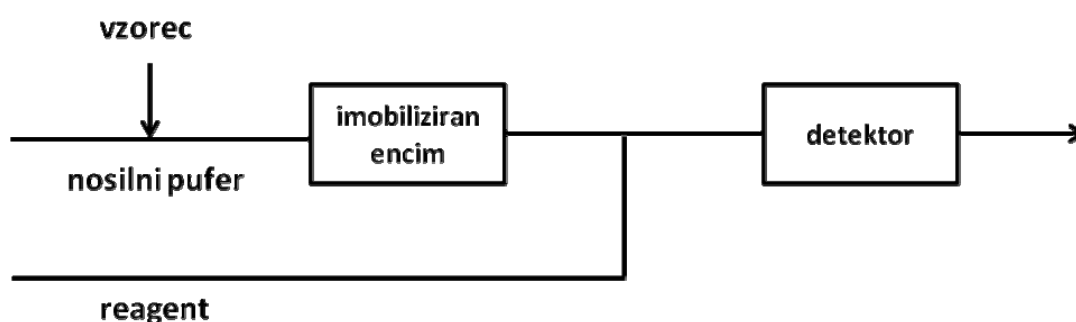 vzorec
imobiliziran
encim
detektor
nosilni pufer
reagent